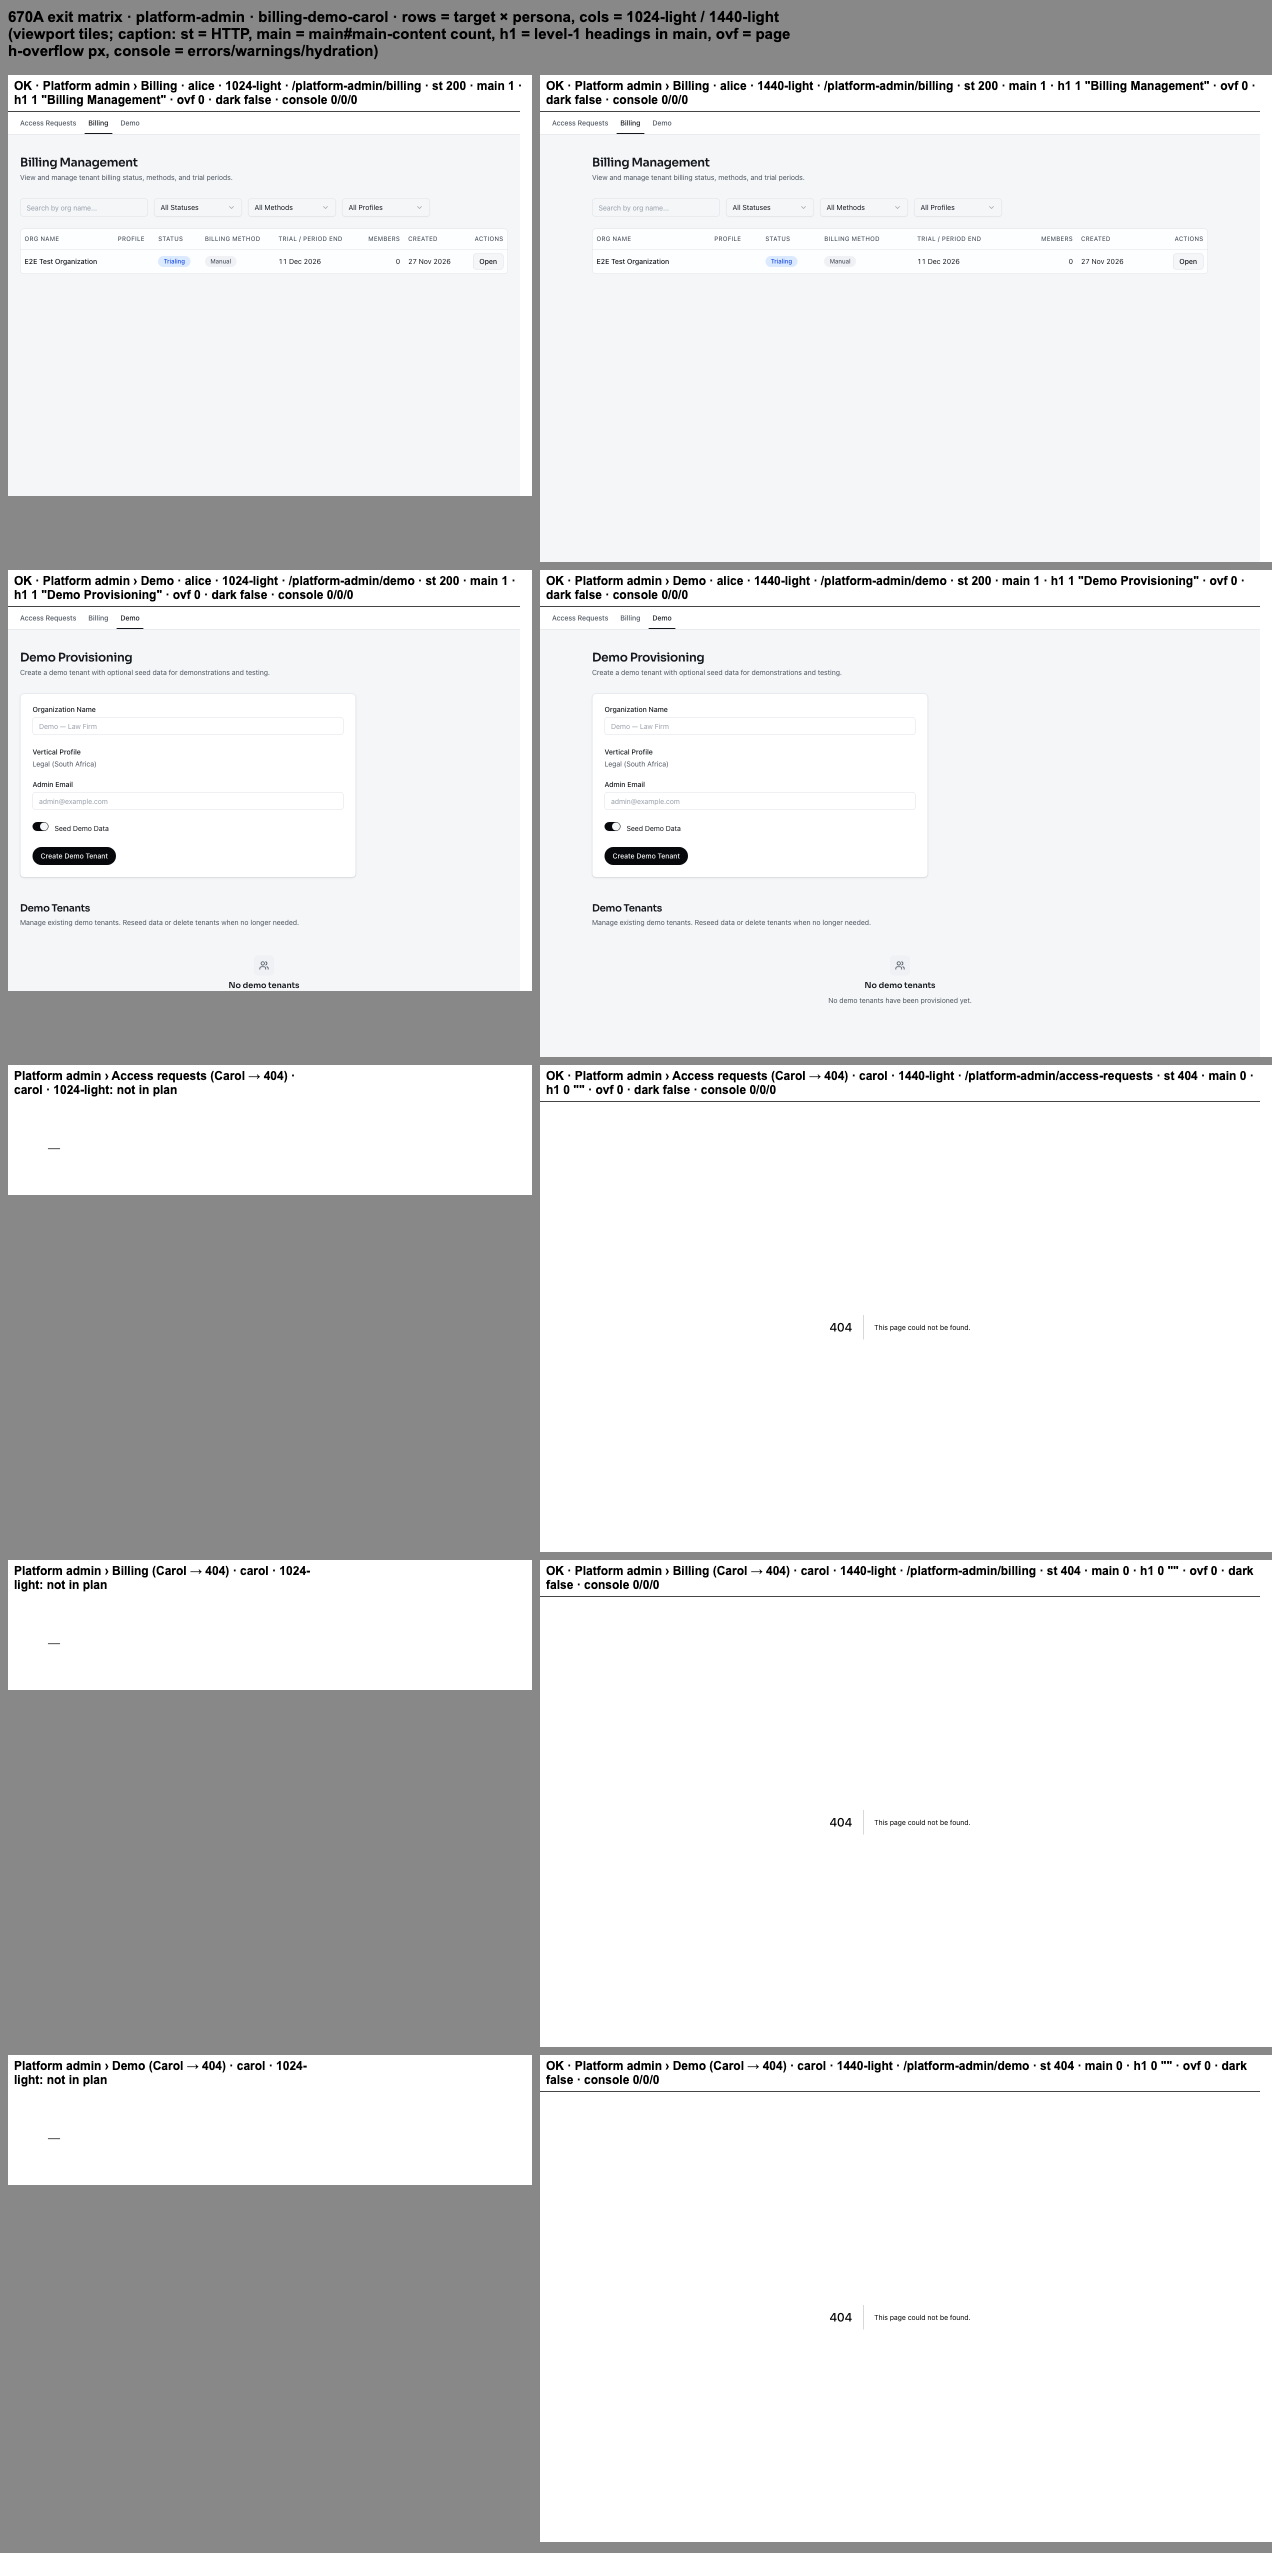 670A exit matrix · platform-admin · billing-demo-carol · rows = target × persona, cols = 1024-light / 1440-light
(viewport tiles; caption: st = HTTP, main = main#main-content count, h1 = level-1 headings in main, ovf = page
h-overflow px, console = errors/warnings/hydration)
OK · Platform admin › Billing · alice · 1024-light · /platform-admin/billing · st 200 · main 1 ·
h1 1 "Billing Management" · ovf 0 · dark false · console 0/0/0
Access Requests Billing Demo
Billing Management
View and manage tenant billing status, methods, and trial periods.
Search by org name... All Statuses All Methods All Profiles
ORG NAME PROFILE STATUS BILLING METHOD TRIAL / PERIOD END MEMBERS CREATED ACTIONS
E2E Test Organization Trialing Manual 11 Dec 2026 0 27 Nov 2026 Open
OK · Platform admin › Billing · alice · 1440-light · /platform-admin/billing · st 200 · main 1 · h1 1 "Billing Management" · ovf 0 ·
dark false · console 0/0/0
Access Requests Billing Demo
Billing Management
View and manage tenant billing status, methods, and trial periods.
Search by org name... All Statuses All Methods All Profiles
ORG NAME PROFILE STATUS BILLING METHOD TRIAL / PERIOD END MEMBERS CREATED ACTIONS
E2E Test Organization Trialing Manual 11 Dec 2026 0 27 Nov 2026 Open
OK · Platform admin › Demo · alice · 1024-light · /platform-admin/demo · st 200 · main 1 ·
h1 1 "Demo Provisioning" · ovf 0 · dark false · console 0/0/0
Access Requests Billing Demo
Demo Provisioning
Create a demo tenant with optional seed data for demonstrations and testing.
Organization Name
Demo — Law Firm
Vertical Profile
Legal (South Africa)
Admin Email
admin@example.com
Seed Demo Data
Create Demo Tenant
Demo Tenants
Manage existing demo tenants. Reseed data or delete tenants when no longer needed.
No demo tenants
OK · Platform admin › Demo · alice · 1440-light · /platform-admin/demo · st 200 · main 1 · h1 1 "Demo Provisioning" · ovf 0 ·
dark false · console 0/0/0
Access Requests Billing Demo
Demo Provisioning
Create a demo tenant with optional seed data for demonstrations and testing.
Organization Name
Demo — Law Firm
Vertical Profile
Legal (South Africa)
Admin Email
admin@example.com
Seed Demo Data
Create Demo Tenant
Demo Tenants
Manage existing demo tenants. Reseed data or delete tenants when no longer needed.
No demo tenants
No demo tenants have been provisioned yet.
Platform admin › Access requests (Carol → 404) ·
carol · 1024-light: not in plan
—
OK · Platform admin › Access requests (Carol → 404) · carol · 1440-light · /platform-admin/access-requests · st 404 · main 0 ·
h1 0 "" · ovf 0 · dark false · console 0/0/0
404 This page could not be found.
Platform admin › Billing (Carol → 404) · carol · 1024-
light: not in plan
—
OK · Platform admin › Billing (Carol → 404) · carol · 1440-light · /platform-admin/billing · st 404 · main 0 · h1 0 "" · ovf 0 · dark
false · console 0/0/0
404 This page could not be found.
Platform admin › Demo (Carol → 404) · carol · 1024-
light: not in plan
—
OK · Platform admin › Demo (Carol → 404) · carol · 1440-light · /platform-admin/demo · st 404 · main 0 · h1 0 "" · ovf 0 · dark
false · console 0/0/0
404 This page could not be found.